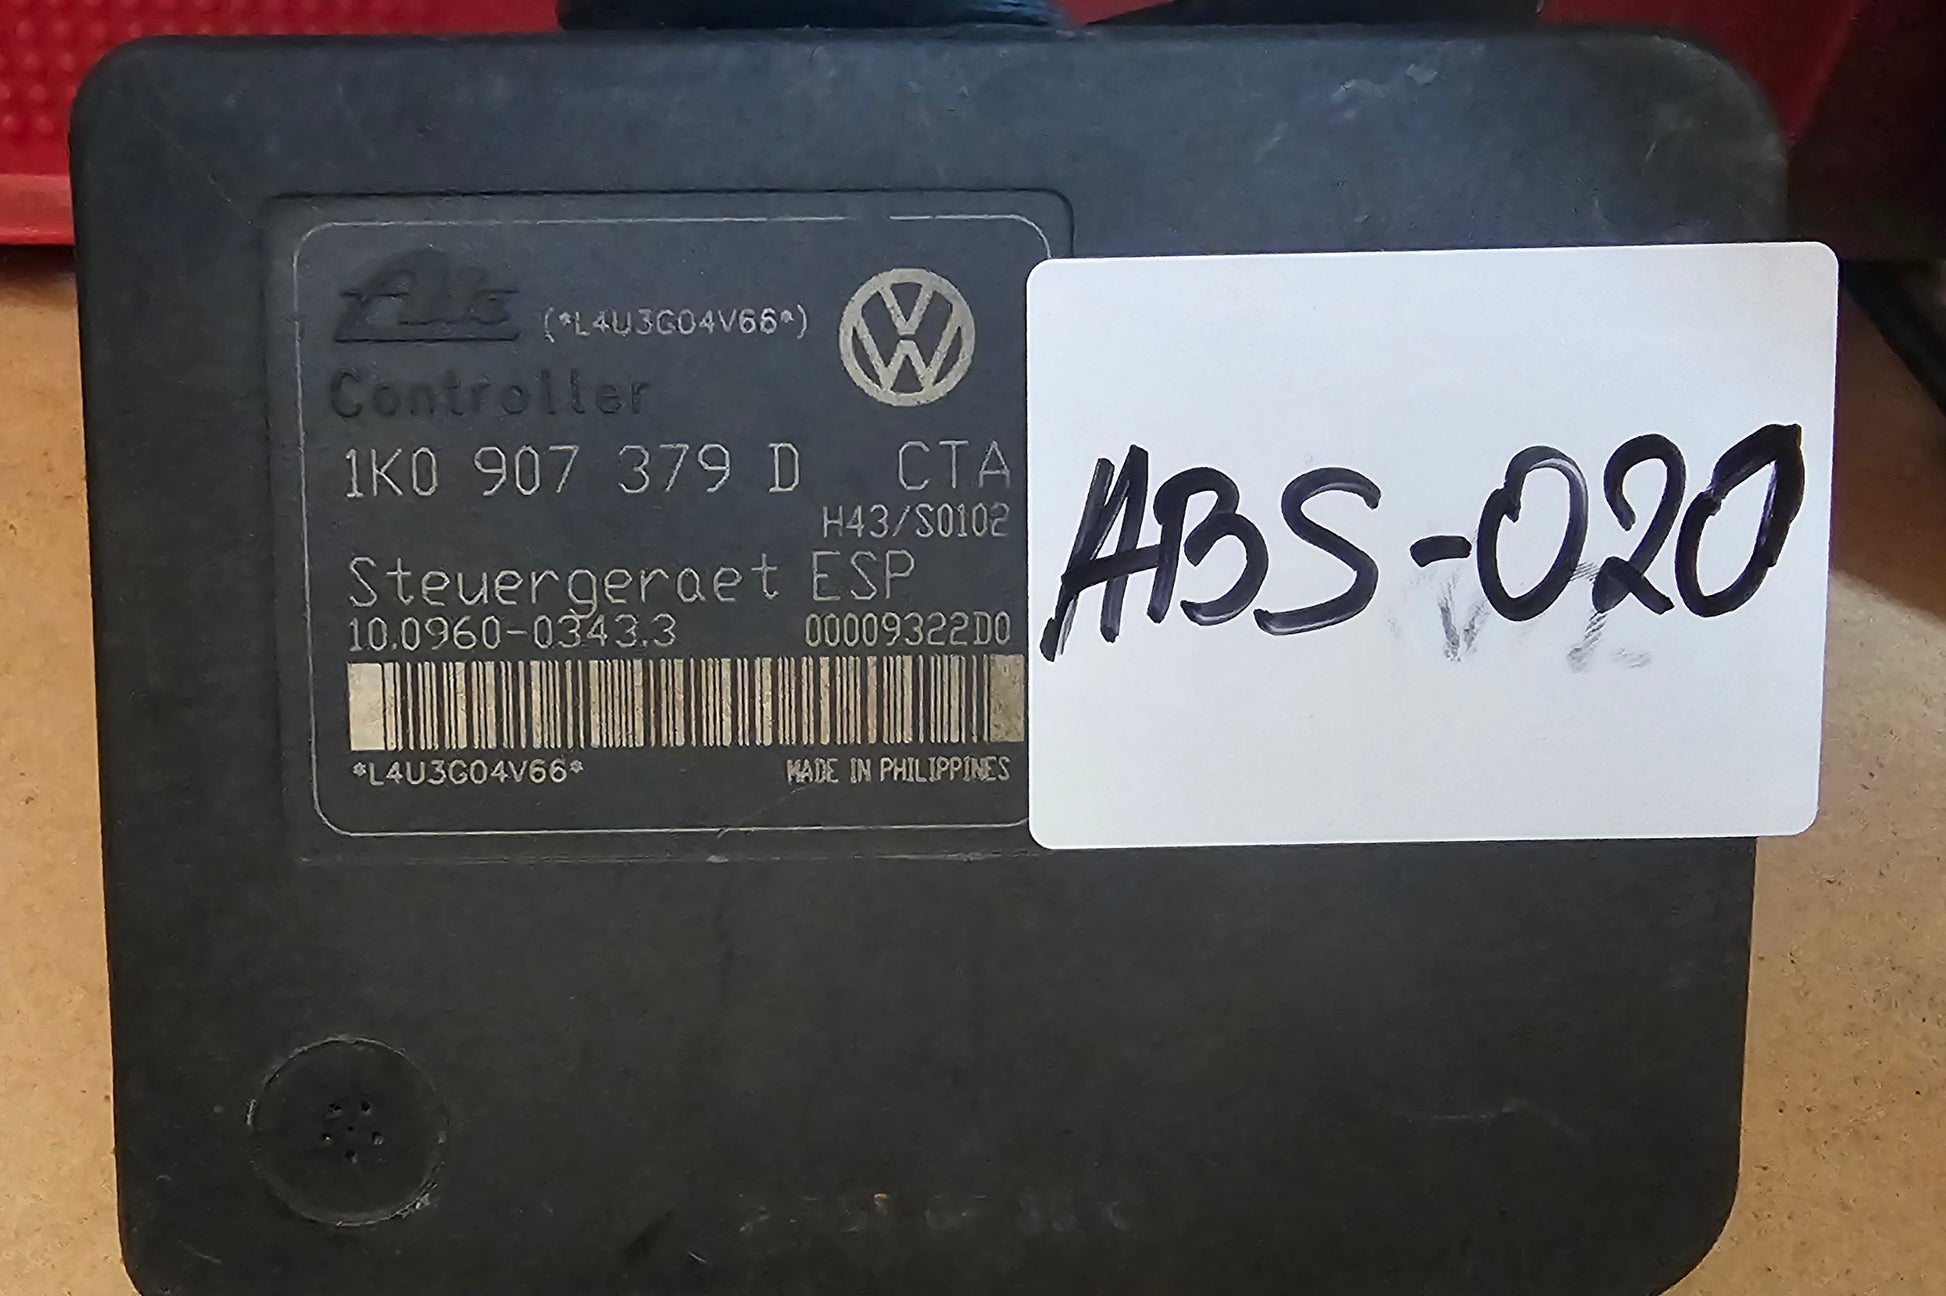 Ate (*L4U3G04V66*)
Controller
1K0 907 379 D CTA
H43/S0102
Steuergeraet ESP
10.0960-0343.3 00009322D0
*L4U3G04V66* MADE IN PHILIPPINES
ABS-020